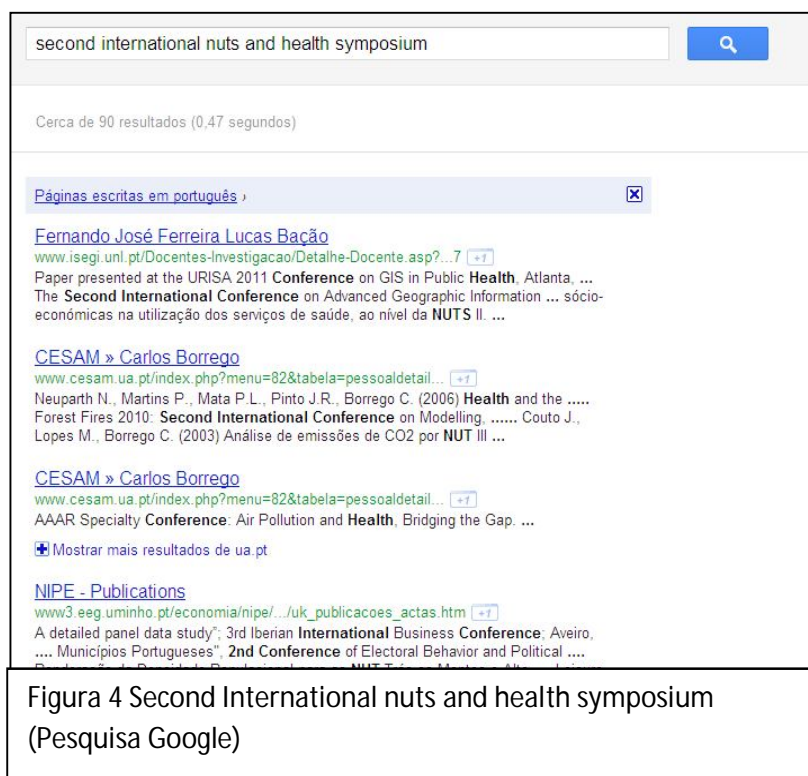 second international nuts and health symposium
Cerca de 90 resultados (0,47 segundos)
Páginas escritas em português ›
Fernando José Ferreira Lucas Bação
www.isegi.unl.pt/Docentes-Investigacao/Detalhe-Docente.asp?...7 +1
Paper presented at the URISA 2011 Conference on GIS in Public Health, Atlanta, ...
The Second International Conference on Advanced Geographic Information ... sócio-
económicas na utilização dos serviços de saúde, ao nível da NUTS II. ...
CESAM » Carlos Borrego
www.cesam.ua.pt/index.php?menu=82&tabela=pessoaldetail... +1
Neuparth N., Martins P., Mata P.L., Pinto J.R., Borrego C. (2006) Health and the .....
Forest Fires 2010: Second International Conference on Modelling, ...... Couto J.,
Lopes M., Borrego C. (2003) Análise de emissões de CO2 por NUT III ...
CESAM » Carlos Borrego
www.cesam.ua.pt/index.php?menu=82&tabela=pessoaldetail... +1
AAAR Specialty Conference: Air Pollution and Health, Bridging the Gap. ...
Mostrar mais resultados de ua.pt
NIPE - Publications
www3.eeg.uminho.pt/economia/nipe/.../uk_publicacoes_actas.htm +1
A detailed panel data study”; 3rd Iberian International Business Conference; Aveiro,
.... Municípios Portugueses", 2nd Conference of Electoral Behavior and Political ....
Figura 4 Second International nuts and health symposium
(Pesquisa Google)